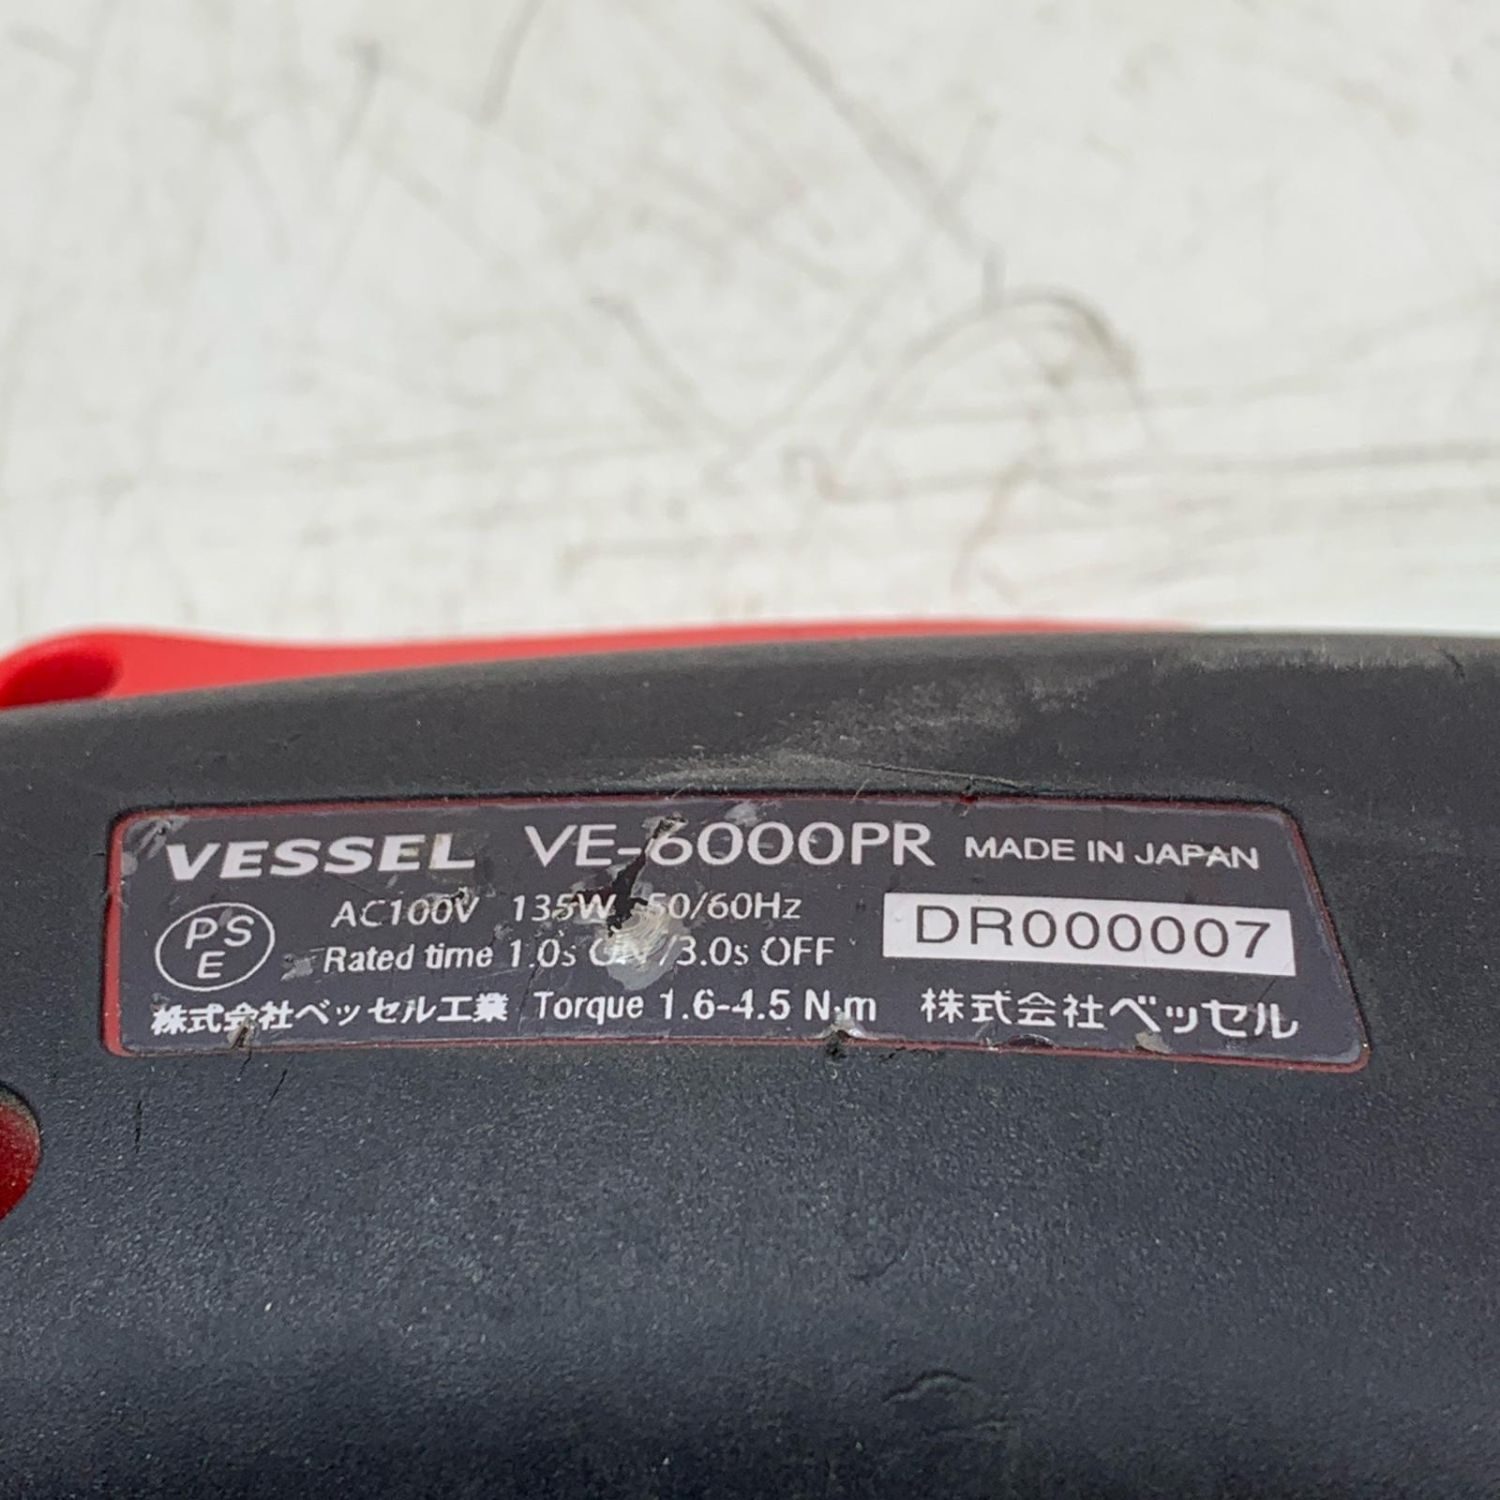 VESSEL VE-6000PR MADE IN JAPAN
AC100V 135W 50/60Hz DR000007
PSE Rated time 1.0s ON/3.0s OFF
株式会社ベッセル工業 Torque 1.6-4.5 N·m 株式会社ベッセル